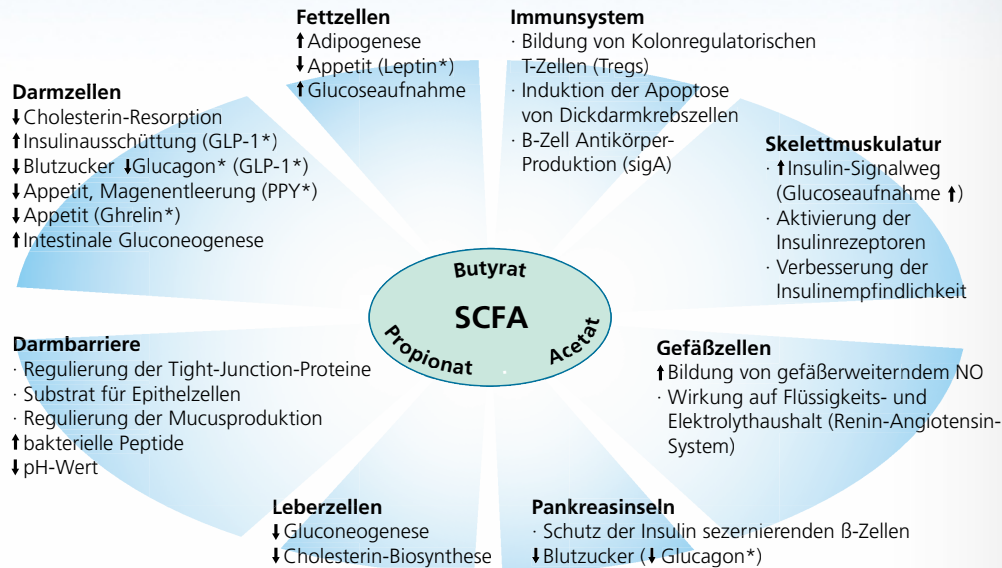 Fettzellen
↑Adipogenese
↓Appetit (Leptin*)
↑Glucoseaufnahme
Immunsystem
· Bildung von Kolonregulatorischen
T-Zellen (Tregs)
· Induktion der Apoptose
von Dickdarmkrebszellen
· B-Zell Antikörper-
Produktion (sigA)
Darmzellen
↓Cholesterin-Resorption
↑Insulinausschüttung (GLP-1*)
↓Blutzucker ↓Glucagon* (GLP-1*)
↓Appetit, Magenentleerung (PPY*)
↓Appetit (Ghrelin*)
↑Intestinale Gluconeogenese
Skelettmuskulatur
· ↑Insulin-Signalweg
(Glucoseaufnahme ↑)
· Aktivierung der
Insulinrezeptoren
· Verbesserung der
Insulinempfindlichkeit
Butyrat
SCFA
Propionat
Acetat
Darmbarriere
· Regulierung der Tight-Junction-Proteine
· Substrat für Epithelzellen
· Regulierung der Mucusproduktion
↑bakterielle Peptide
↓pH-Wert
Gefäßzellen
↑Bildung von gefäßerweiterndem NO
· Wirkung auf Flüssigkeits- und
Elektrolythaushalt (Renin-Angiotensin-
System)
Leberzellen
↓Gluconeogenese
↓Cholesterin-Biosynthese
Pankreasinseln
· Schutz der Insulin sezernierenden ß-Zellen
↓Blutzucker (↓Glucagon*)